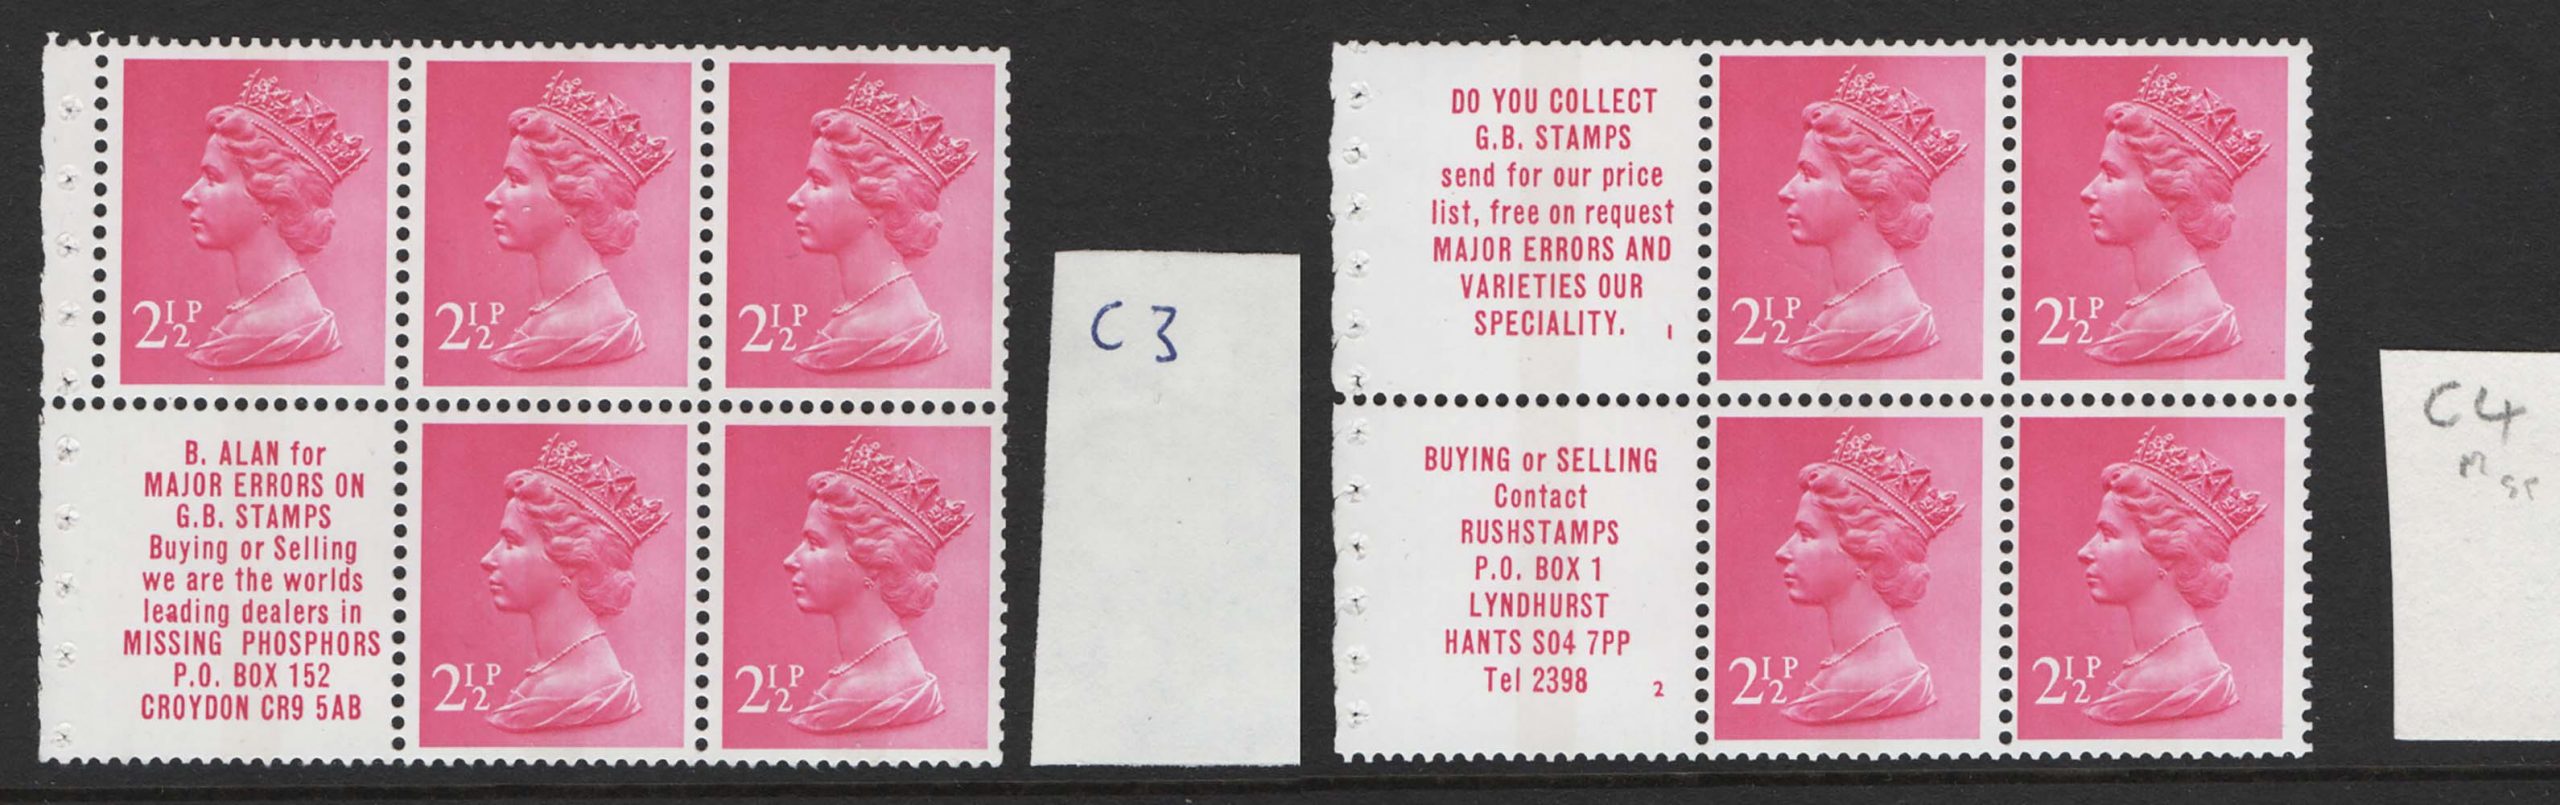 2½P
2½P
2½P
B. ALAN for
MAJOR ERRORS ON
G.B. STAMPS
Buying or Selling
we are the worlds
leading dealers in
MISSING PHOSPHORS
P.O. BOX 152
CROYDON CR9 5AB
2½P
2½P
C3
DO YOU COLLECT
G.B. STAMPS
send for our price
list, free on request
MAJOR ERRORS AND
VARIETIES OUR
SPECIALITY. 1
2½P
2½P
BUYING or SELLING
Contact
RUSHSTAMPS
P.O. BOX 1
LYNDHURST
HANTS SO4 7PP
Tel 2398 2
2½P
2½P
C4